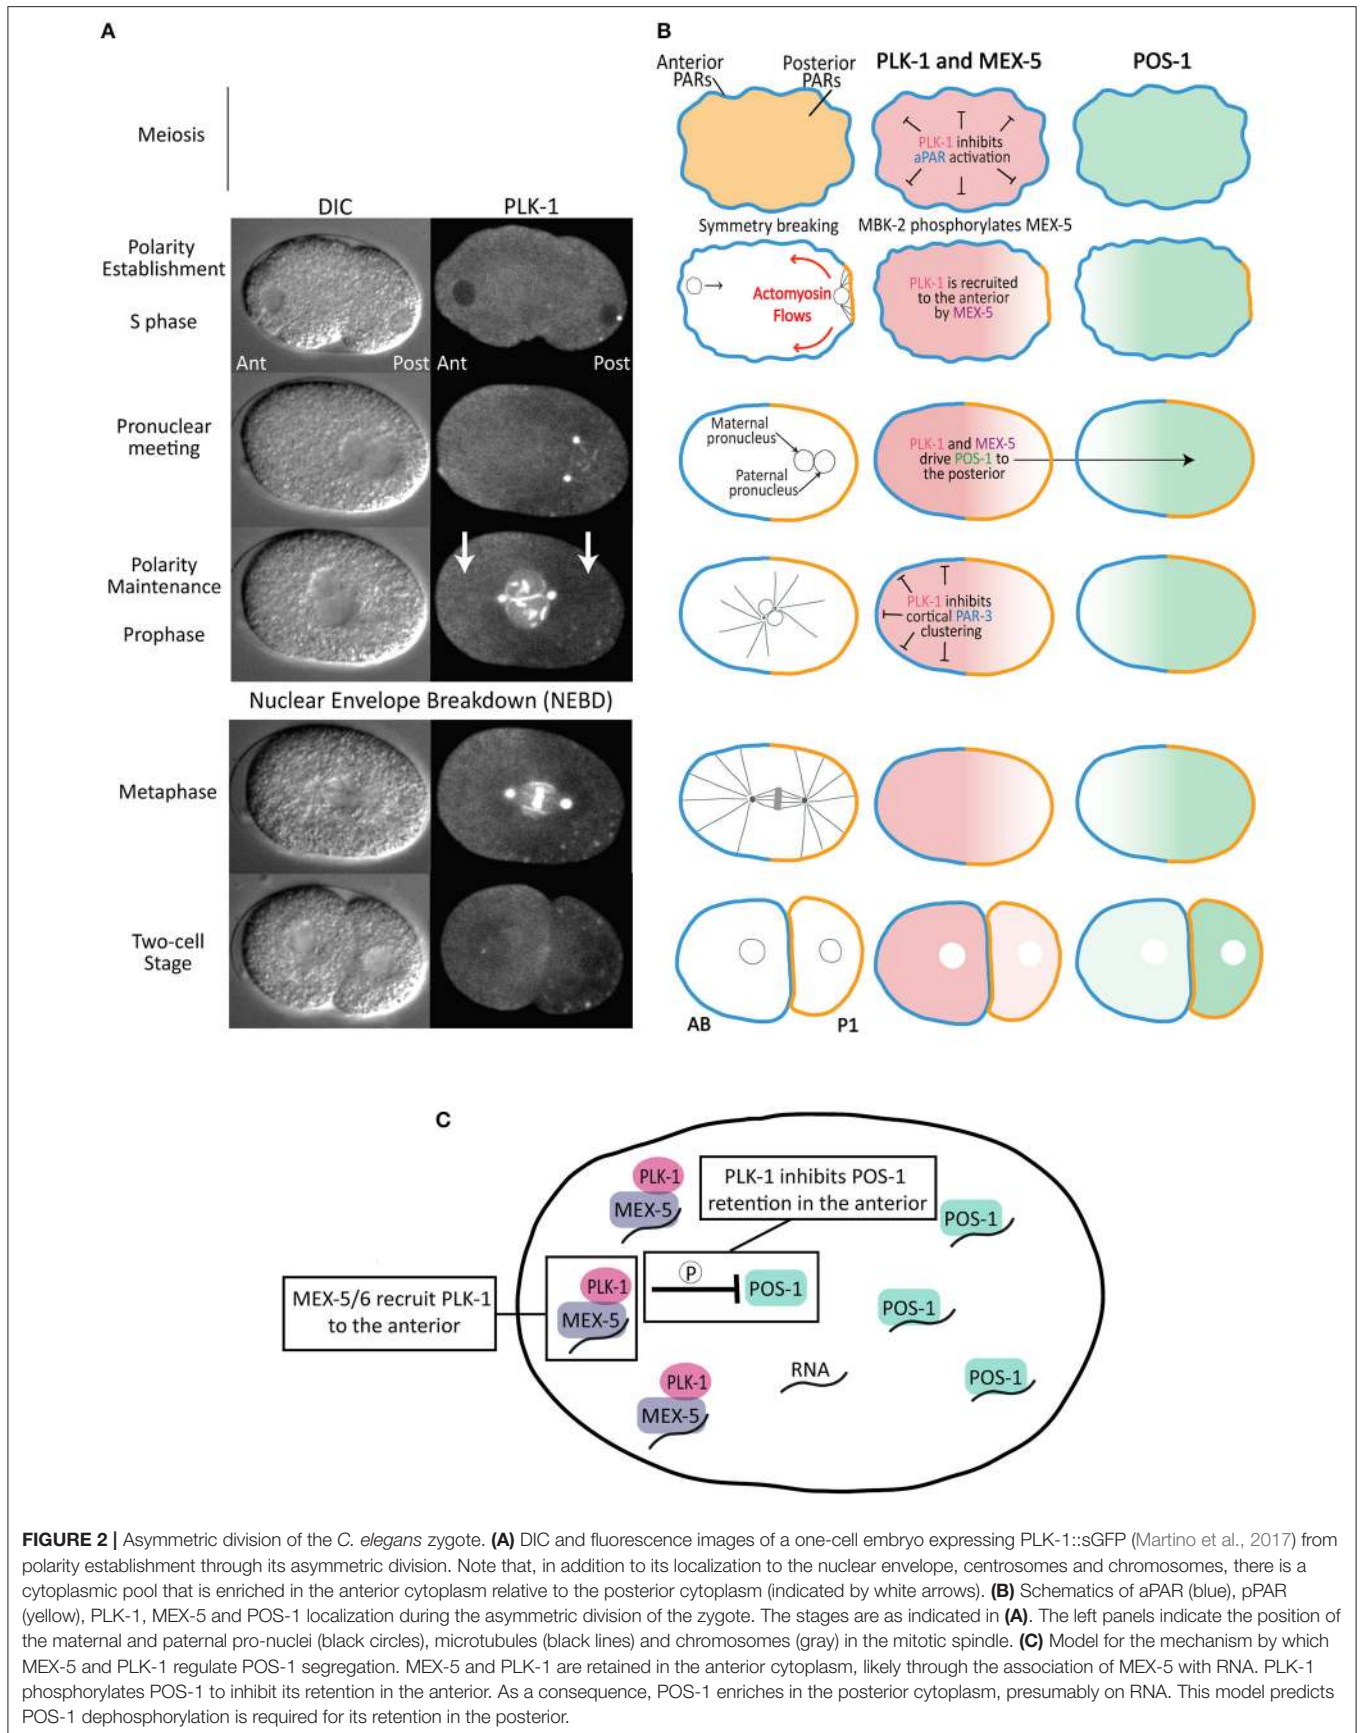 A
B
Anterior
PARs
Posterior
PARs
PLK-1 and MEX-5
POS-1
Meiosis
PLK-1 inhibits
aPAR activation
DIC
PLK-1
Symmetry breaking
MBK-2 phosphorylates MEX-5
Polarity
Establishment
S phase
Ant
Post
Ant
Post
Actomyosin
Flows
PLK-1 is recruited
to the anterior
by MEX-5
Pronuclear
meeting
Maternal
pronucleus
Paternal
pronucleus
PLK-1 and MEX-5
drive POS-1 to
the posterior
Polarity
Maintenance
Prophase
PLK-1 inhibits
cortical PAR-3
clustering
Nuclear Envelope Breakdown (NEBD)
Metaphase
Two-cell
Stage
AB
P1
C
PLK-1
MEX-5
PLK-1 inhibits POS-1
retention in the anterior
POS-1
MEX-5/6 recruit PLK-1
to the anterior
PLK-1
MEX-5
P
POS-1
POS-1
PLK-1
MEX-5
RNA
POS-1
FIGURE 2 | Asymmetric division of the C. elegans zygote. (A) DIC and fluorescence images of a one-cell embryo expressing PLK-1::sGFP (Martino et al., 2017) from
polarity establishment through its asymmetric division. Note that, in addition to its localization to the nuclear envelope, centrosomes and chromosomes, there is a
cytoplasmic pool that is enriched in the anterior cytoplasm relative to the posterior cytoplasm (indicated by white arrows). (B) Schematics of aPAR (blue), pPAR
(yellow), PLK-1, MEX-5 and POS-1 localization during the asymmetric division of the zygote. The stages are as indicated in (A). The left panels indicate the position of
the maternal and paternal pro-nuclei (black circles), microtubules (black lines) and chromosomes (gray) in the mitotic spindle. (C) Model for the mechanism by which
MEX-5 and PLK-1 regulate POS-1 segregation. MEX-5 and PLK-1 are retained in the anterior cytoplasm, likely through the association of MEX-5 with RNA. PLK-1
phosphorylates POS-1 to inhibit its retention in the anterior. As a consequence, POS-1 enriches in the posterior cytoplasm, presumably on RNA. This model predicts
POS-1 dephosphorylation is required for its retention in the posterior.